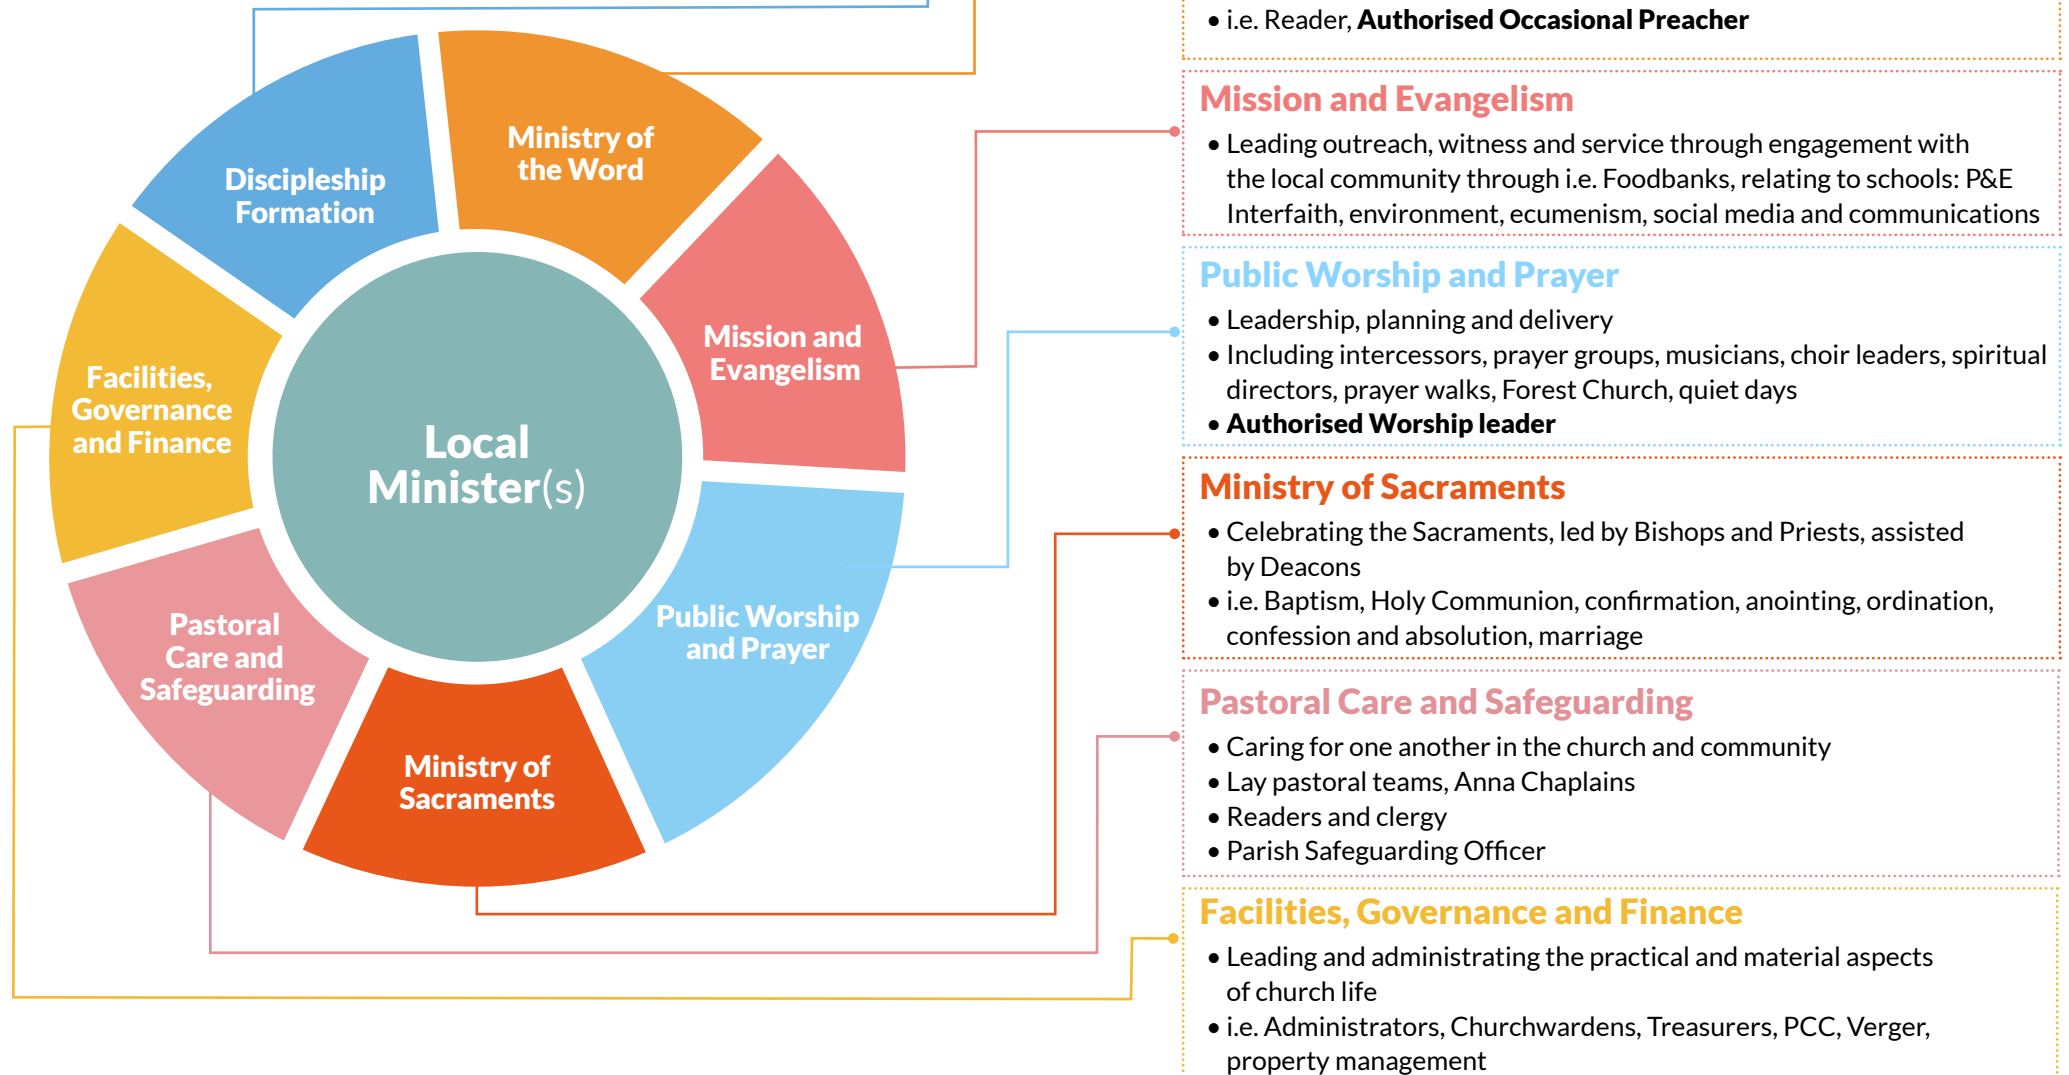 • i.e. Reader, Authorised Occasional Preacher
Ministry of
the Word
Discipleship
Formation
Mission and
Evangelism
Facilities,
Governance
and Finance
Local
Minister(s)
Public Worship
and Prayer
Pastoral
Care and
Safeguarding
Ministry of
Sacraments
Mission and Evangelism
• Leading outreach, witness and service through engagement with
the local community through i.e. Foodbanks, relating to schools: P&E
Interfaith, environment, ecumenism, social media and communications
Public Worship and Prayer
• Leadership, planning and delivery
• Including intercessors, prayer groups, musicians, choir leaders, spiritual
directors, prayer walks, Forest Church, quiet days
• Authorised Worship leader
Ministry of Sacraments
• Celebrating the Sacraments, led by Bishops and Priests, assisted
by Deacons
• i.e. Baptism, Holy Communion, confirmation, anointing, ordination,
confession and absolution, marriage
Pastoral Care and Safeguarding
• Caring for one another in the church and community
• Lay pastoral teams, Anna Chaplains
• Readers and clergy
• Parish Safeguarding Officer
Facilities, Governance and Finance
• Leading and administrating the practical and material aspects
of church life
• i.e. Administrators, Churchwardens, Treasurers, PCC, Verger,
property management